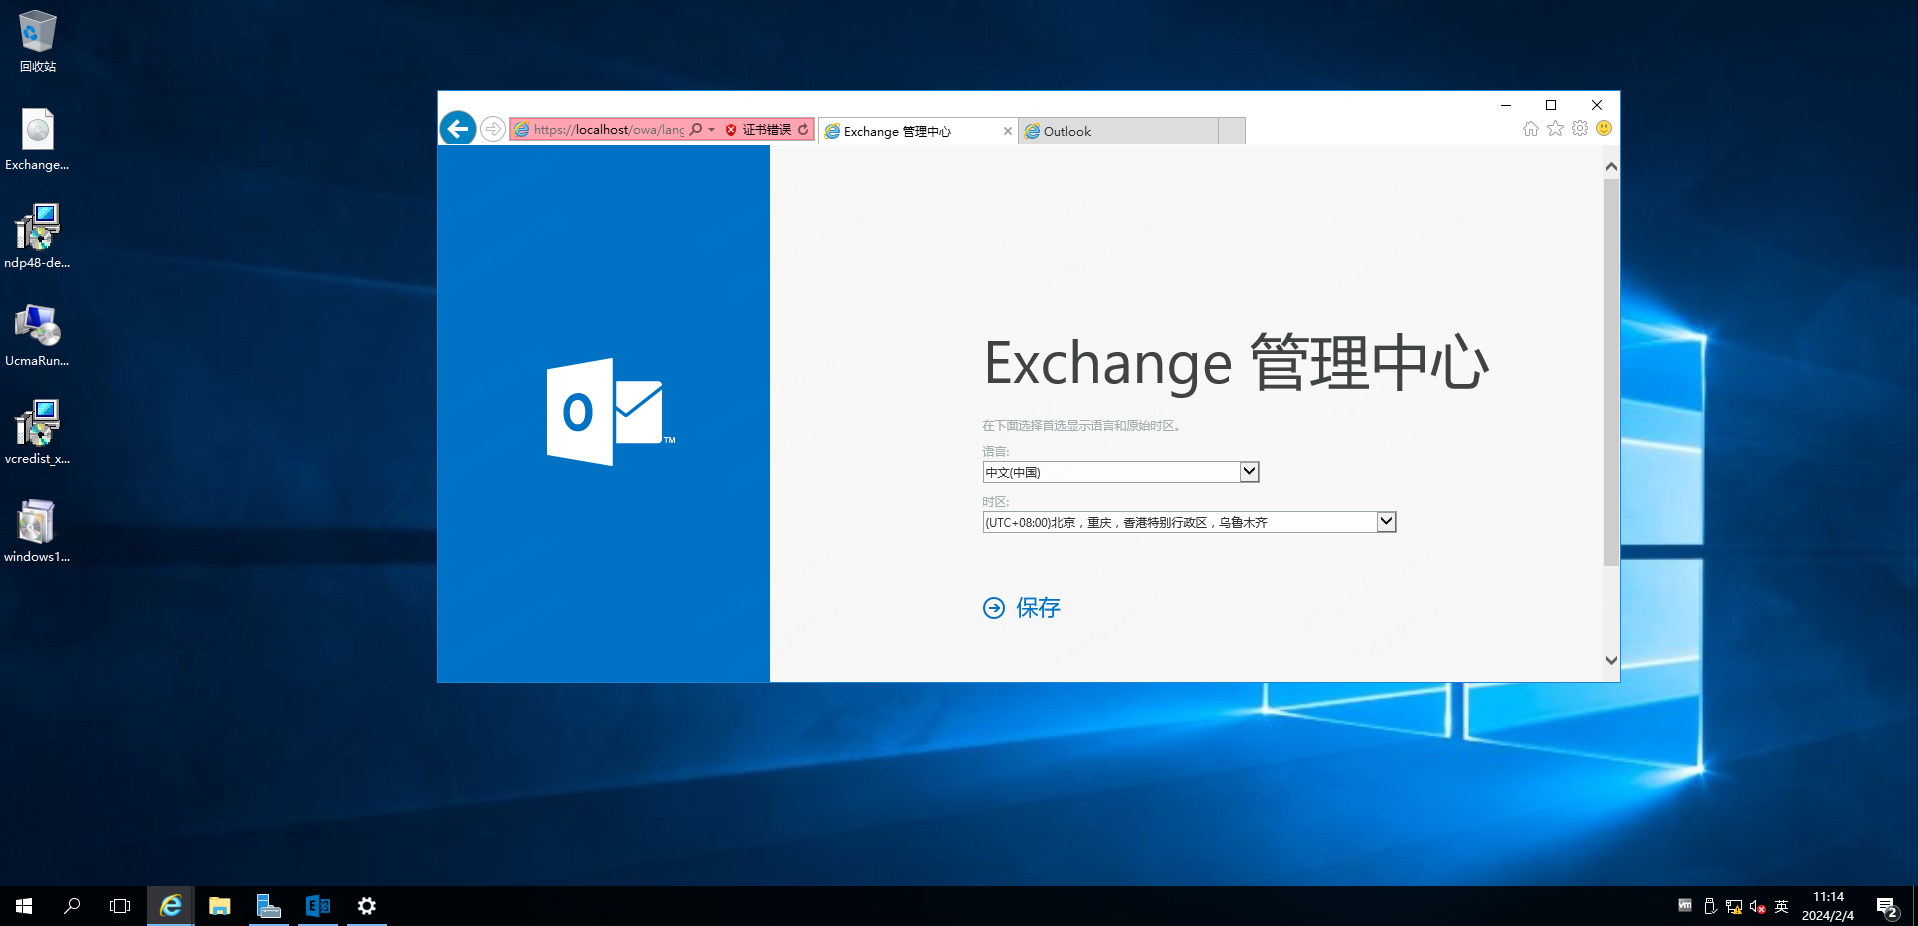 回收站
Exchange...
ndp48-de...
UcmaRun...
vcredist_x...
windows1...
https://localhost/owa/lang
证书错误
Exchange 管理中心
Outlook
Exchange 管理中心
在下面选择首选显示语言和原始时区。
语言:
中文(中国)
时区:
(UTC+08:00)北京，重庆，香港特别行政区，乌鲁木齐
保存
O
TM
vm
英
11:14
2024/2/4
2